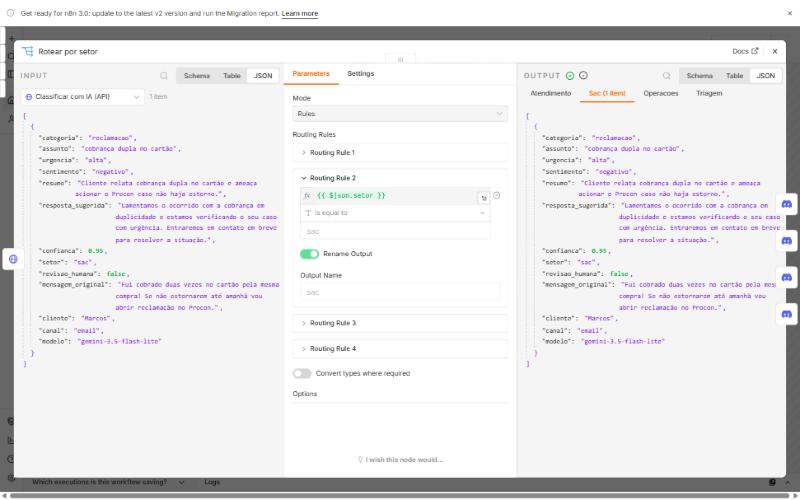 Get ready for n8n 3.0: update to the latest v2 version and run the Migration report. Learn more
Rotear por setor
Docs
INPUT
Schema
Table
JSON
Classificar com IA (API)
1 item
[
{
"categoria": "reclamacao",
"assunto": "cobrança dupla no cartão",
"urgencia": "alta",
"sentimento": "negativo",
"resumo": "Cliente relata cobrança dupla no cartão e ameaça
acionar o Procon caso não haja estorno.",
"resposta_sugerida": "Lamentamos o ocorrido com a cobrança em
duplicidade e estamos verificando o seu caso
com urgência. Entraremos em contato em breve
para resolver a situação.",
"confianca": 0.95,
"setor": "sac",
"revisao_humana": false,
"mensagem_original": "Fui cobrado duas vezes no cartão pela mesma
compra! Se não estornarem até amanhã vou
abrir reclamação no Procon.",
"cliente": "Marcos",
"canal": "email",
"modelo": "gemini-3.5-flash-lite"
}
]
Parameters
Settings
Mode
Rules
Routing Rules
Routing Rule 1
Routing Rule 2
fx {{ $json.setor }}
T is equal to
sac
Rename Output
Output Name
sac
Routing Rule 3
Routing Rule 4
Convert types where required
Options
I wish this node would...
OUTPUT
Schema
Table
JSON
Atendimento
Sac (1 item)
Operacoes
Triagem
[
{
"categoria": "reclamacao",
"assunto": "cobrança dupla no cartão",
"urgencia": "alta",
"sentimento": "negativo",
"resumo": "Cliente relata cobrança dupla no cartão e ameaça
acionar o Procon caso não haja estorno.",
"resposta_sugerida": "Lamentamos o ocorrido com a cobrança em
duplicidade e estamos verificando o seu caso
com urgência. Entraremos em contato em breve
para resolver a situação.",
"confianca": 0.95,
"setor": "sac",
"revisao_humana": false,
"mensagem_original": "Fui cobrado duas vezes no cartão pela mes
compra! Se não estornarem até amanhã vou
abrir reclamação no Procon.",
"cliente": "Marcos",
"canal": "email",
"modelo": "gemini-3.5-flash-lite"
}
]
Which executions is this workflow saving?
Logs